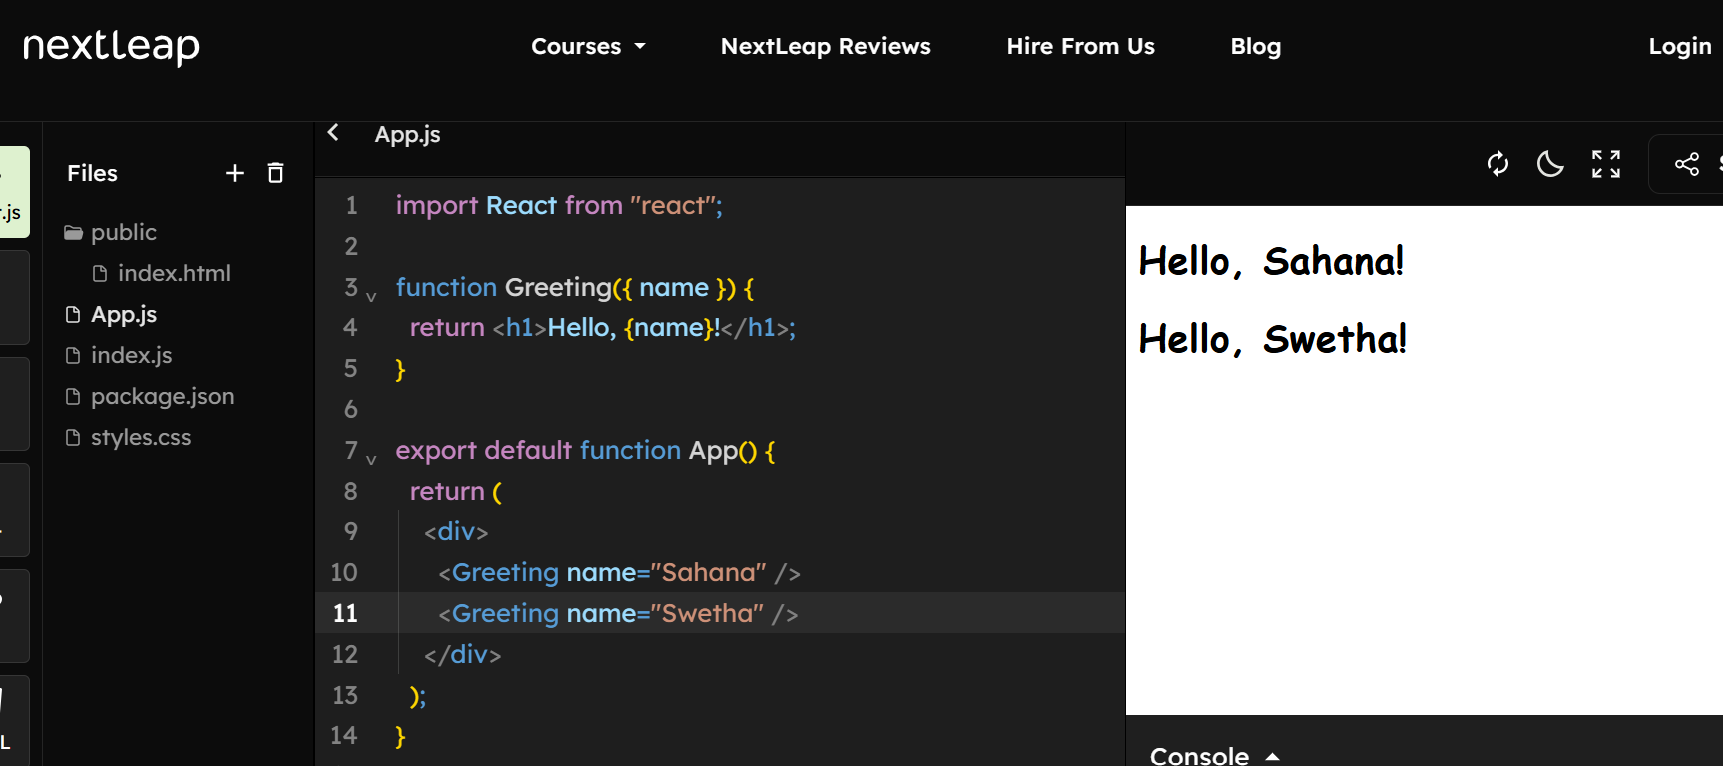 nextleap
Courses NextLeap Reviews Hire From Us Blog Login
.js
L
Files
public
index.html
App.js
index.js
package.json
styles.css
App.js
1 import React from "react";
2
3 function Greeting({ name }) {
4 return <h1>Hello, {name}!</h1>;
5 }
6
7 export default function App() {
8 return (
9 <div>
10 <Greeting name="Sahana" />
11 <Greeting name="Swetha" />
12 </div>
13 );
14 }
Hello, Sahana!
Hello, Swetha!
Console